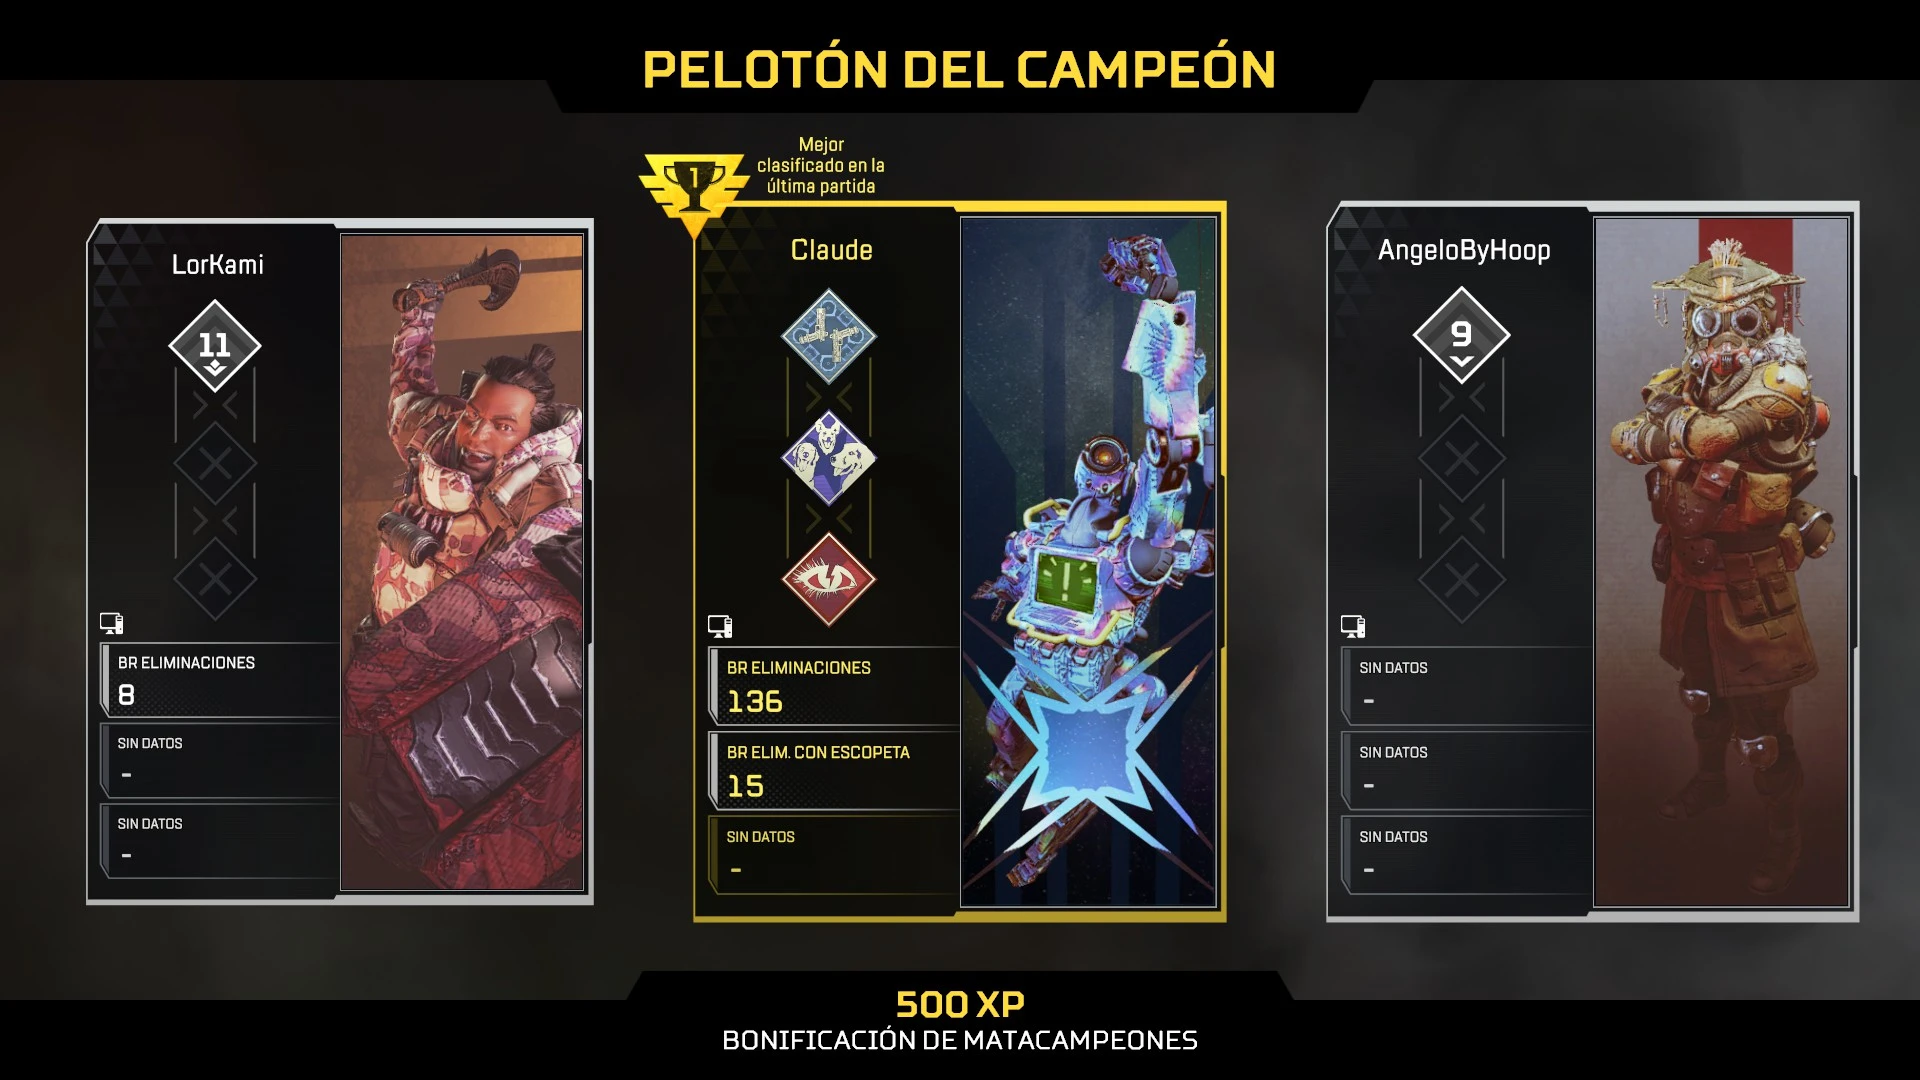 PELOTÓN DEL CAMPEÓN
1
Mejor
clasificado en la
última partida
LorKami
11
BR ELIMINACIONES
8
SIN DATOS
-
SIN DATOS
-
Claude
BR ELIMINACIONES
136
BR ELIM. CON ESCOPETA
15
SIN DATOS
-
!
AngeloByHoop
9
SIN DATOS
-
SIN DATOS
-
SIN DATOS
-
500 XP
BONIFICACIÓN DE MATACAMPEONES